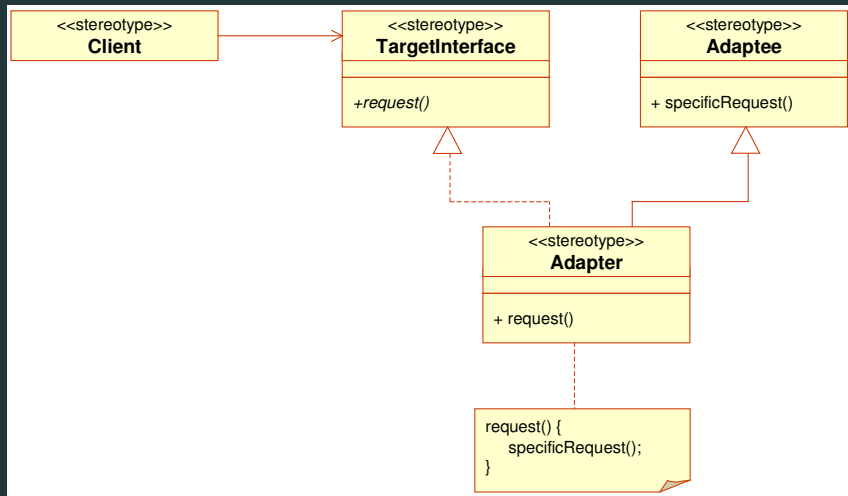 <<stereotype>>
Client
<<stereotype>>
TargetInterface
+request()
<<stereotype>>
Adaptee
+ specificRequest()
<<stereotype>>
Adapter
+ request()
request() {
specificRequest();
}